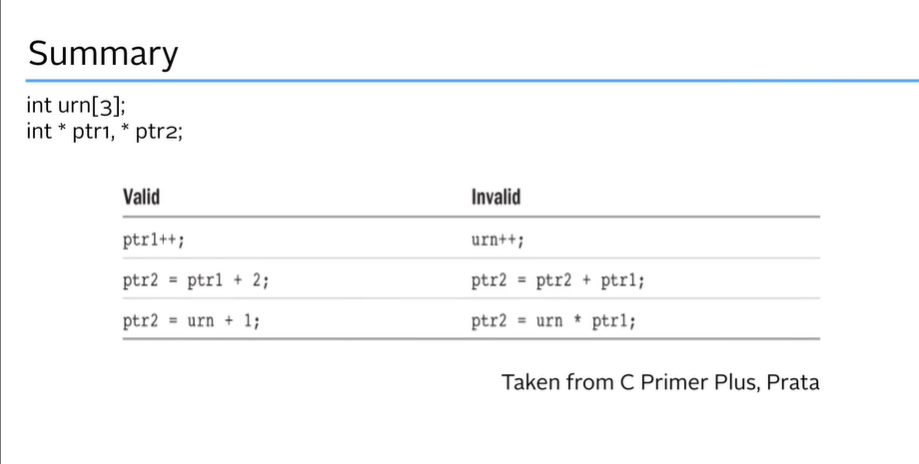 Summary
int urn[3];
int * ptr1, * ptr2;
Valid Invalid
ptr1++; urn++;
ptr2 = ptr1 + 2; ptr2 = ptr2 + ptr1;
ptr2 = urn + 1; ptr2 = urn * ptr1;
Taken from C Primer Plus, Prata